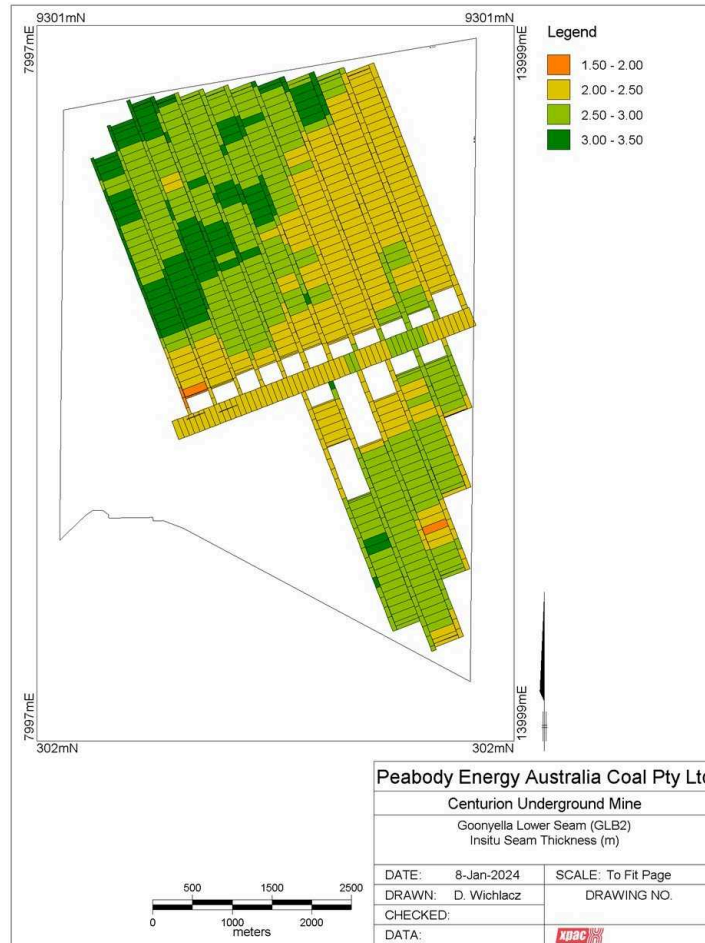 9301mN 9301mN
7997mE
13999mE
Legend
1.50 - 2.00
2.00 - 2.50
2.50 - 3.00
3.00 - 3.50
7997mE
13999mE
302mN 302mN
Peabody Energy Australia Coal Pty Ltd
Centurion Underground Mine
Goonyella Lower Seam (GLB2)
Insitu Seam Thickness (m)
DATE: 8-Jan-2024 SCALE: To Fit Page
DRAWN: D. Wichlacz DRAWING NO.
CHECKED:
DATA: xpac
500 1500 2500
0 1000 2000
meters